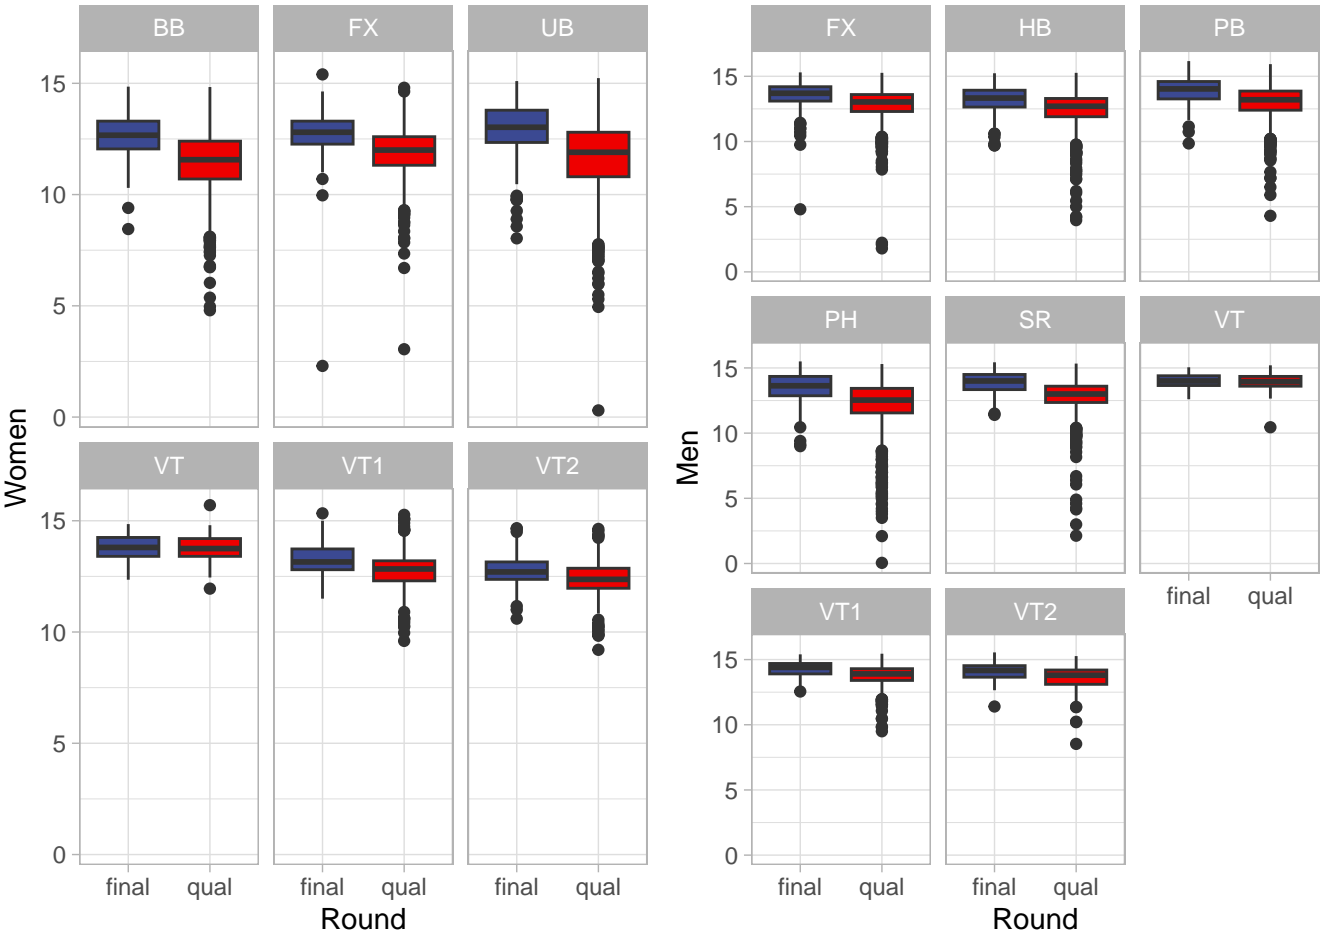 BB FX UB
15
10
5
0
VT VT1 VT2
15
10
5
0
final qual final qual final qual
Round
Women
FX HB PB
15
10
5
0
PH SR VT
15
10
5
0
final qual
VT1 VT2
15
10
5
0
final qual final qual
Round
Men